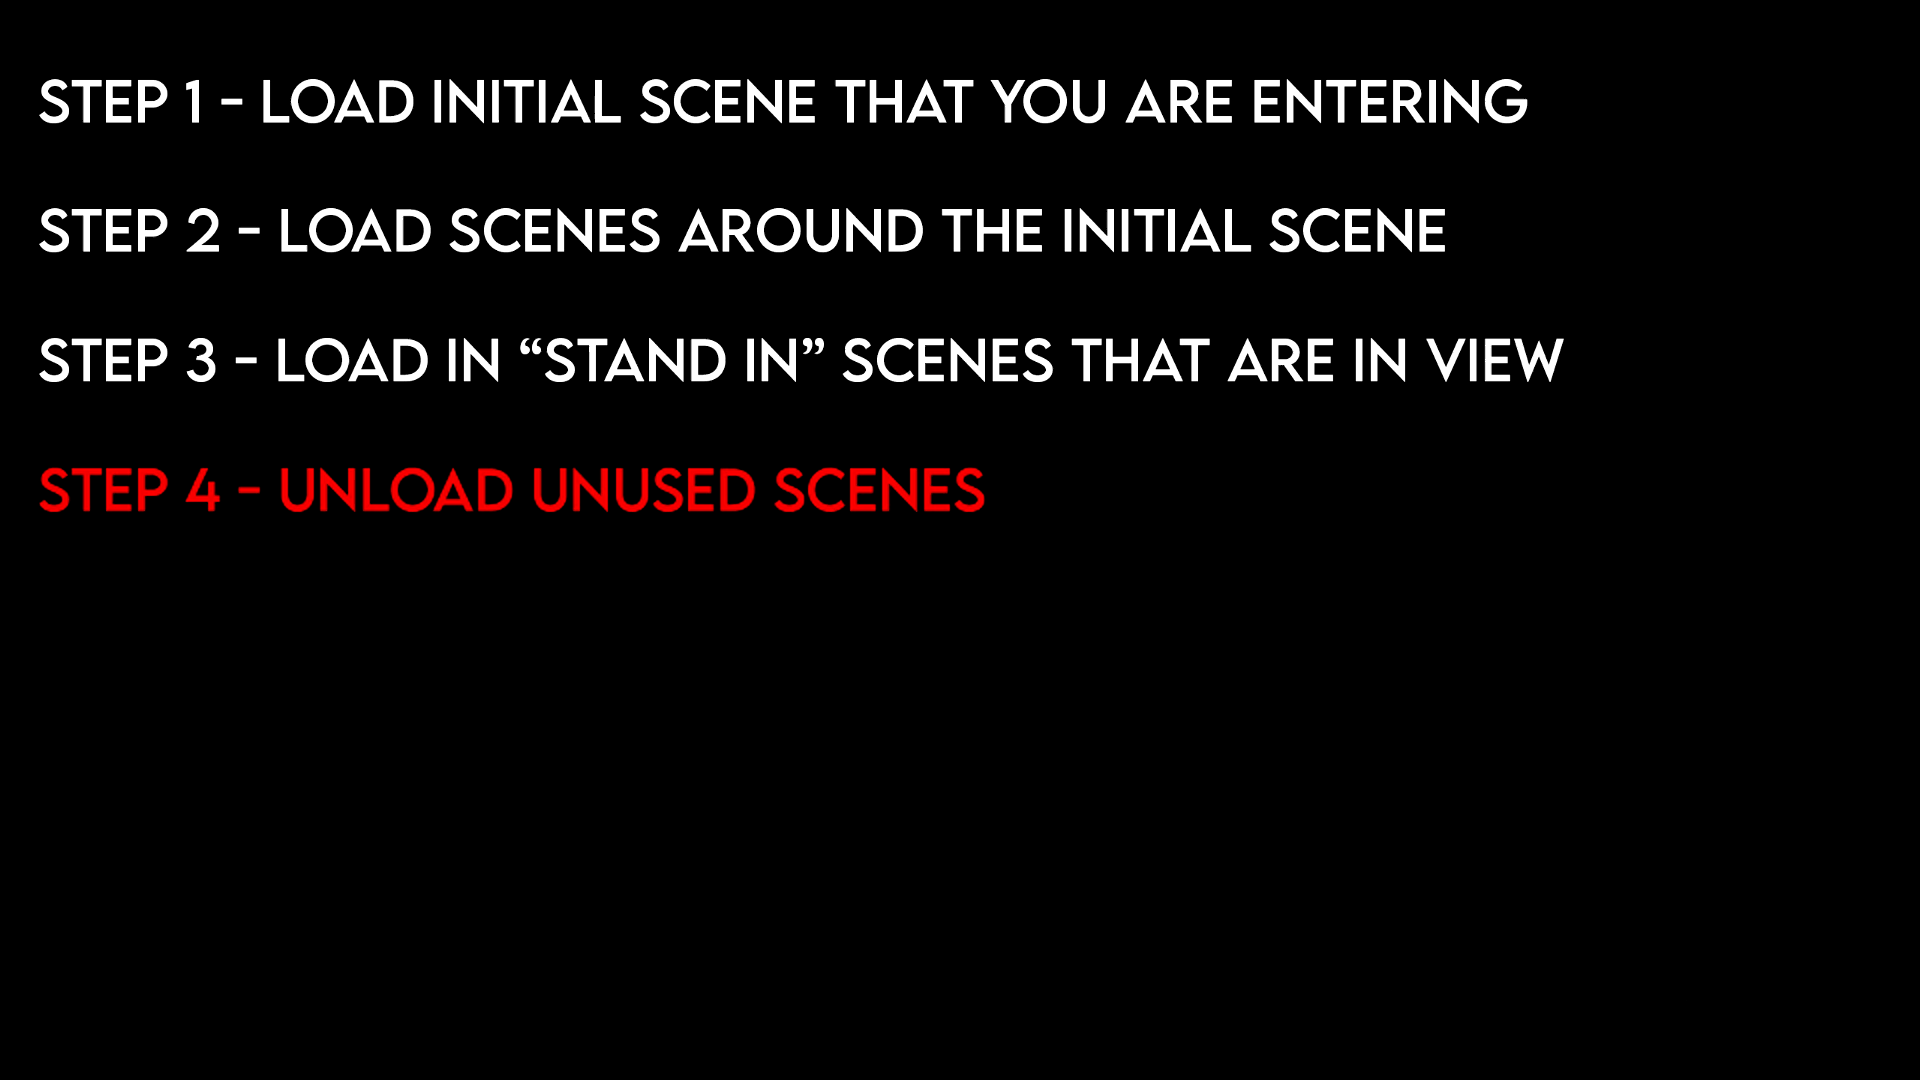 STEP 1 - LOAD INITIAL SCENE THAT YOU ARE ENTERING
STEP 2 - LOAD SCENES AROUND THE INITIAL SCENE
STEP 3 - LOAD IN “STAND IN” SCENES THAT ARE IN VIEW
STEP 4 - UNLOAD UNUSED SCENES